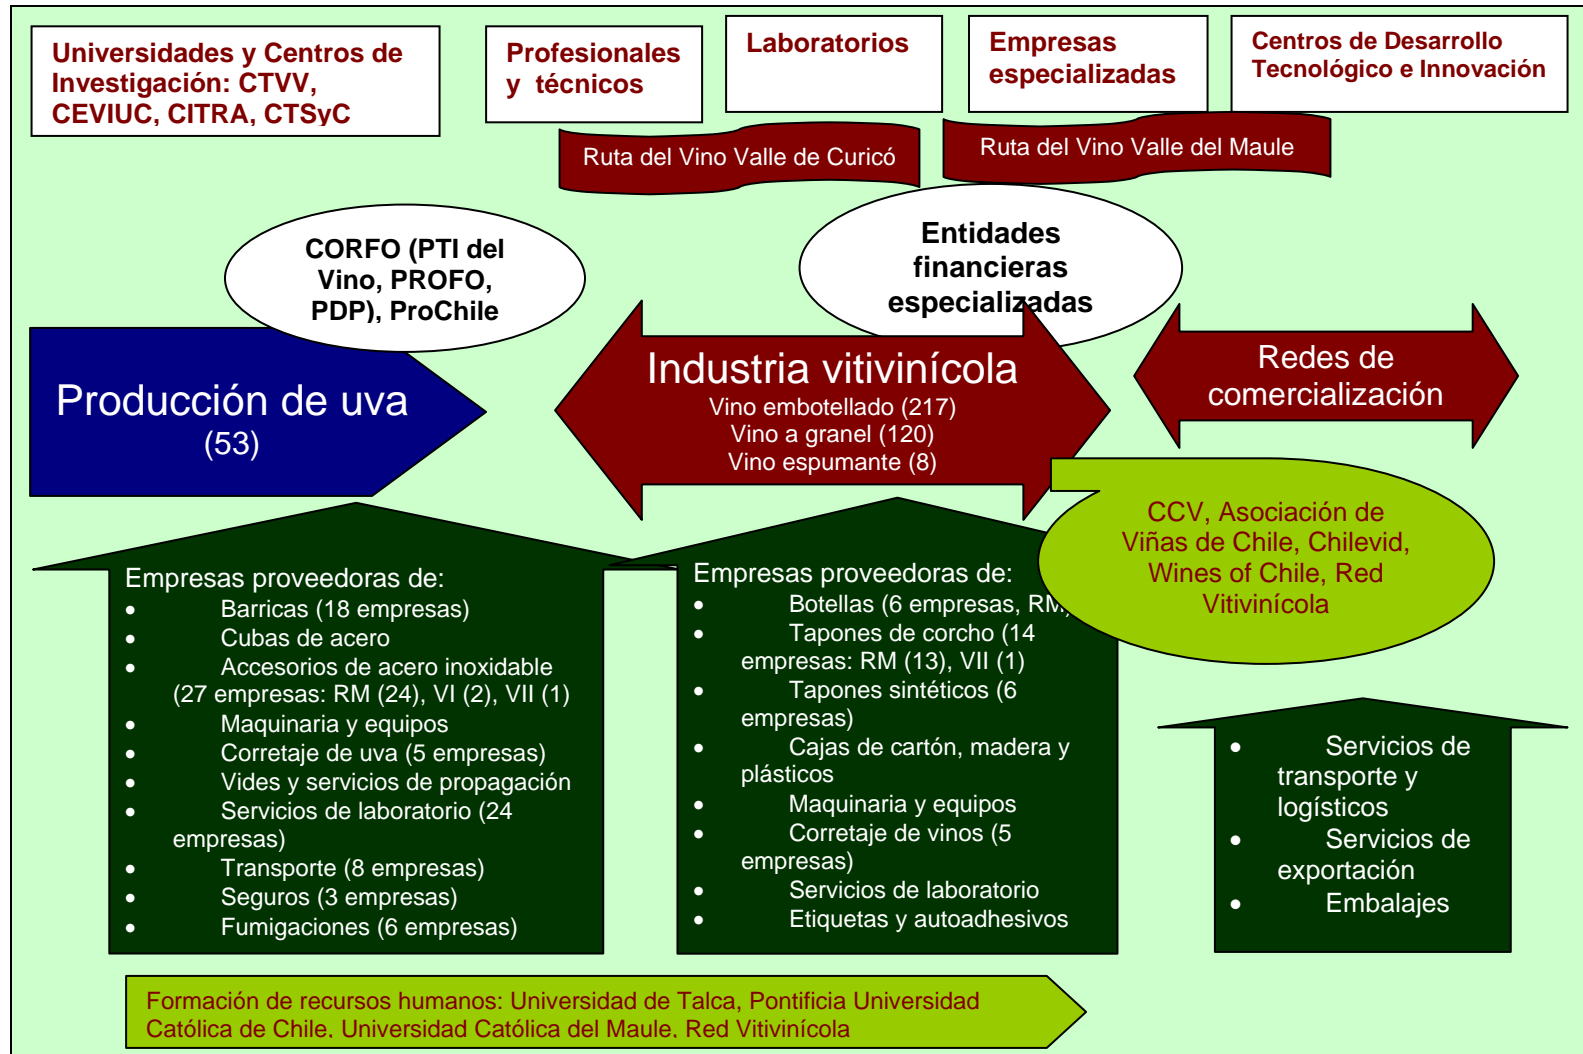 Universidades y Centros de
Investigación: CTVV,
CEVIUC, CITRA, CTSyC
Profesionales
y técnicos
Laboratorios
Empresas
especializadas
Centros de Desarrollo
Tecnológico e Innovación
Ruta del Vino Valle de Curicó
Ruta del Vino Valle del Maule
CORFO (PTI del
Vino, PROFO,
PDP), ProChile
Entidades
financieras
especializadas
Producción de uva
(53)
Industria vitivinícola
Vino embotellado (217)
Vino a granel (120)
Vino espumante (8)
Redes de
comercialización
CCV, Asociación de
Viñas de Chile, Chilevid,
Wines of Chile, Red
Vitivinícola
Empresas proveedoras de:
• Barricas (18 empresas)
• Cubas de acero
• Accesorios de acero inoxidable
(27 empresas: RM (24), VI (2), VII (1)
• Maquinaria y equipos
• Corretaje de uva (5 empresas)
• Vides y servicios de propagación
• Servicios de laboratorio (24
empresas)
• Transporte (8 empresas)
• Seguros (3 empresas)
• Fumigaciones (6 empresas)
Empresas proveedoras de:
• Botellas (6 empresas, RM)
• Tapones de corcho (14
empresas: RM (13), VII (1)
• Tapones sintéticos (6
empresas)
• Cajas de cartón, madera y
plásticos
• Maquinaria y equipos
• Corretaje de vinos (5
empresas)
• Servicios de laboratorio
• Etiquetas y autoadhesivos
• Servicios de
transporte y
logísticos
• Servicios de
exportación
• Embalajes
Formación de recursos humanos: Universidad de Talca, Pontificia Universidad
Católica de Chile, Universidad Católica del Maule, Red Vitivinícola